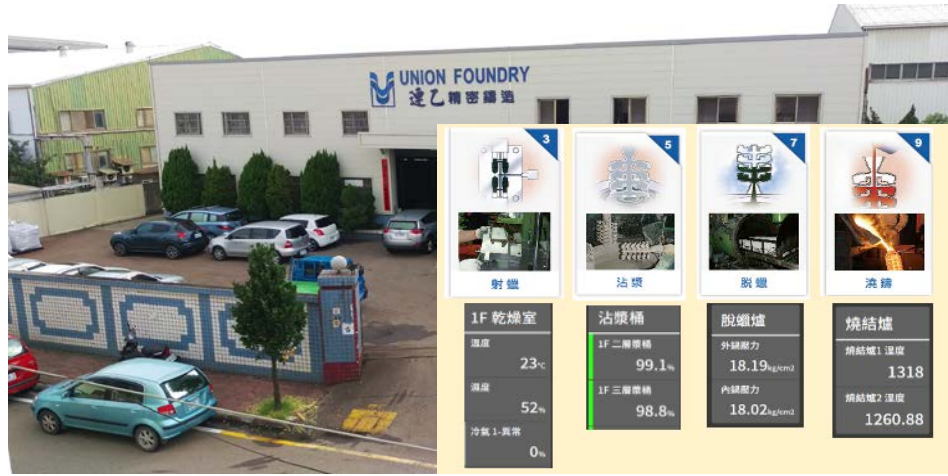 UNION FOUNDRY
連乙精密鑄造
3
5
7
9
射蠟
沾漿
脫蠟
澆鑄
1F 乾燥室
溫度
23℃
濕度
52%
冷氣 1-異常
0%
沾漿桶
1F 二層漿桶
99.1%
1F 三層漿桶
98.8%
脫蠟爐
外鍋壓力
18.19kg/cm2
內鍋壓力
18.02kg/cm2
燒結爐
燒結爐1 溫度
1318
燒結爐2 溫度
1260.88